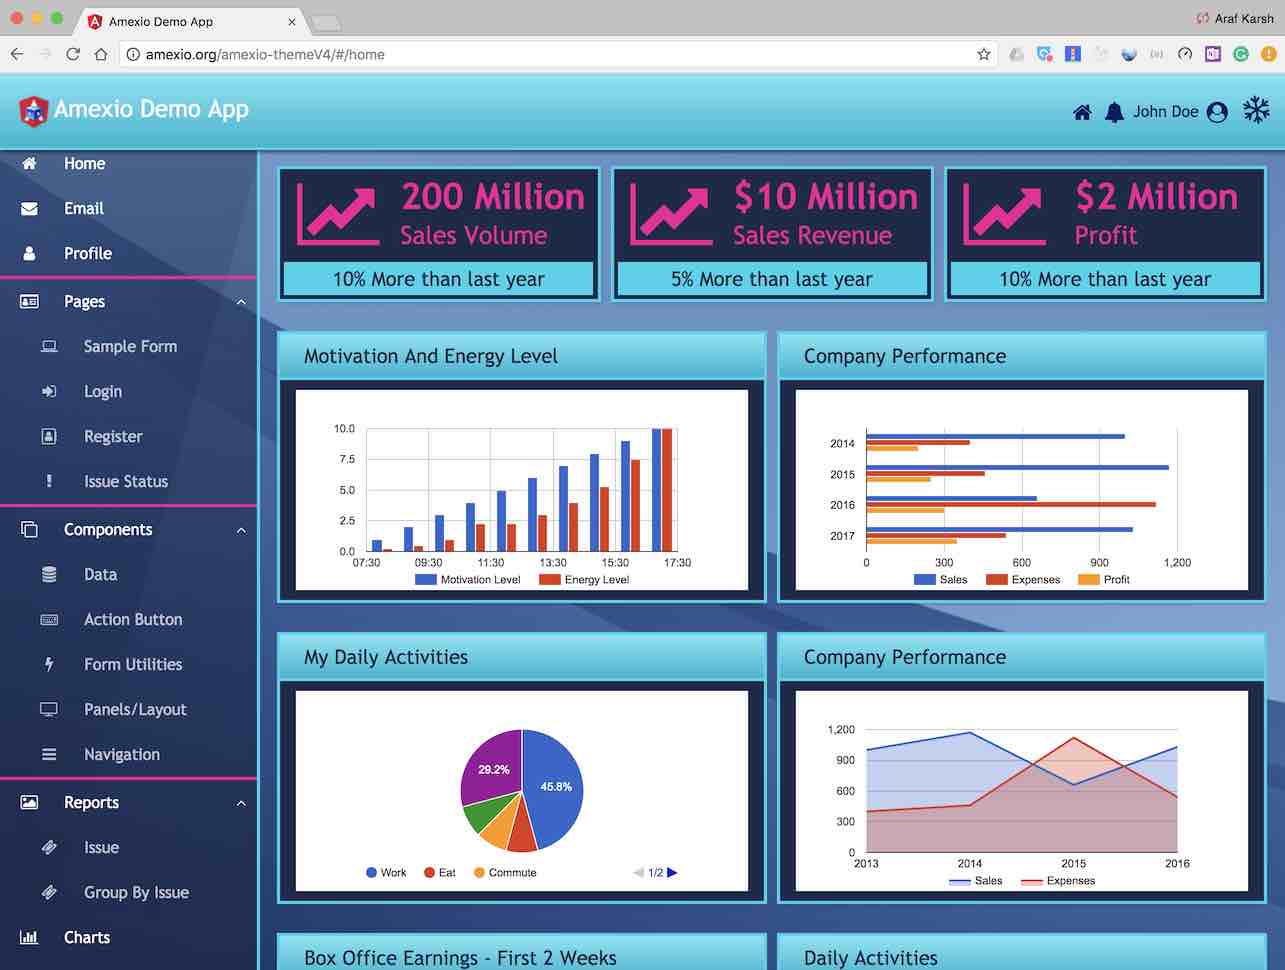 Amexio Demo App
Araf Karsh
amexio.org/amexio-themeV4/#/home
Amexio Demo App
John Doe
Home
Email
Profile
Pages
Sample Form
Login
Register
Issue Status
Components
Data
Action Button
Form Utilities
Panels/Layout
Navigation
Reports
Issue
Group By Issue
Charts
200 Million
Sales Volume
10% More than last year
$10 Million
Sales Revenue
5% More than last year
$2 Million
Profit
10% More than last year
Motivation And Energy Level
10.0
7.5
5.0
2.5
0.0
07:30 09:30 11:30 13:30 15:30 17:30
Motivation Level Energy Level
Company Performance
2014
2015
2016
2017
0 300 600 900 1,200
Sales Expenses Profit
My Daily Activities
29.2%
45.8%
Work Eat Commute 1/2
Company Performance
1,200
900
600
300
0
2013 2014 2015 2016
Sales Expenses
Box Office Earnings - First 2 Weeks
Daily Activities